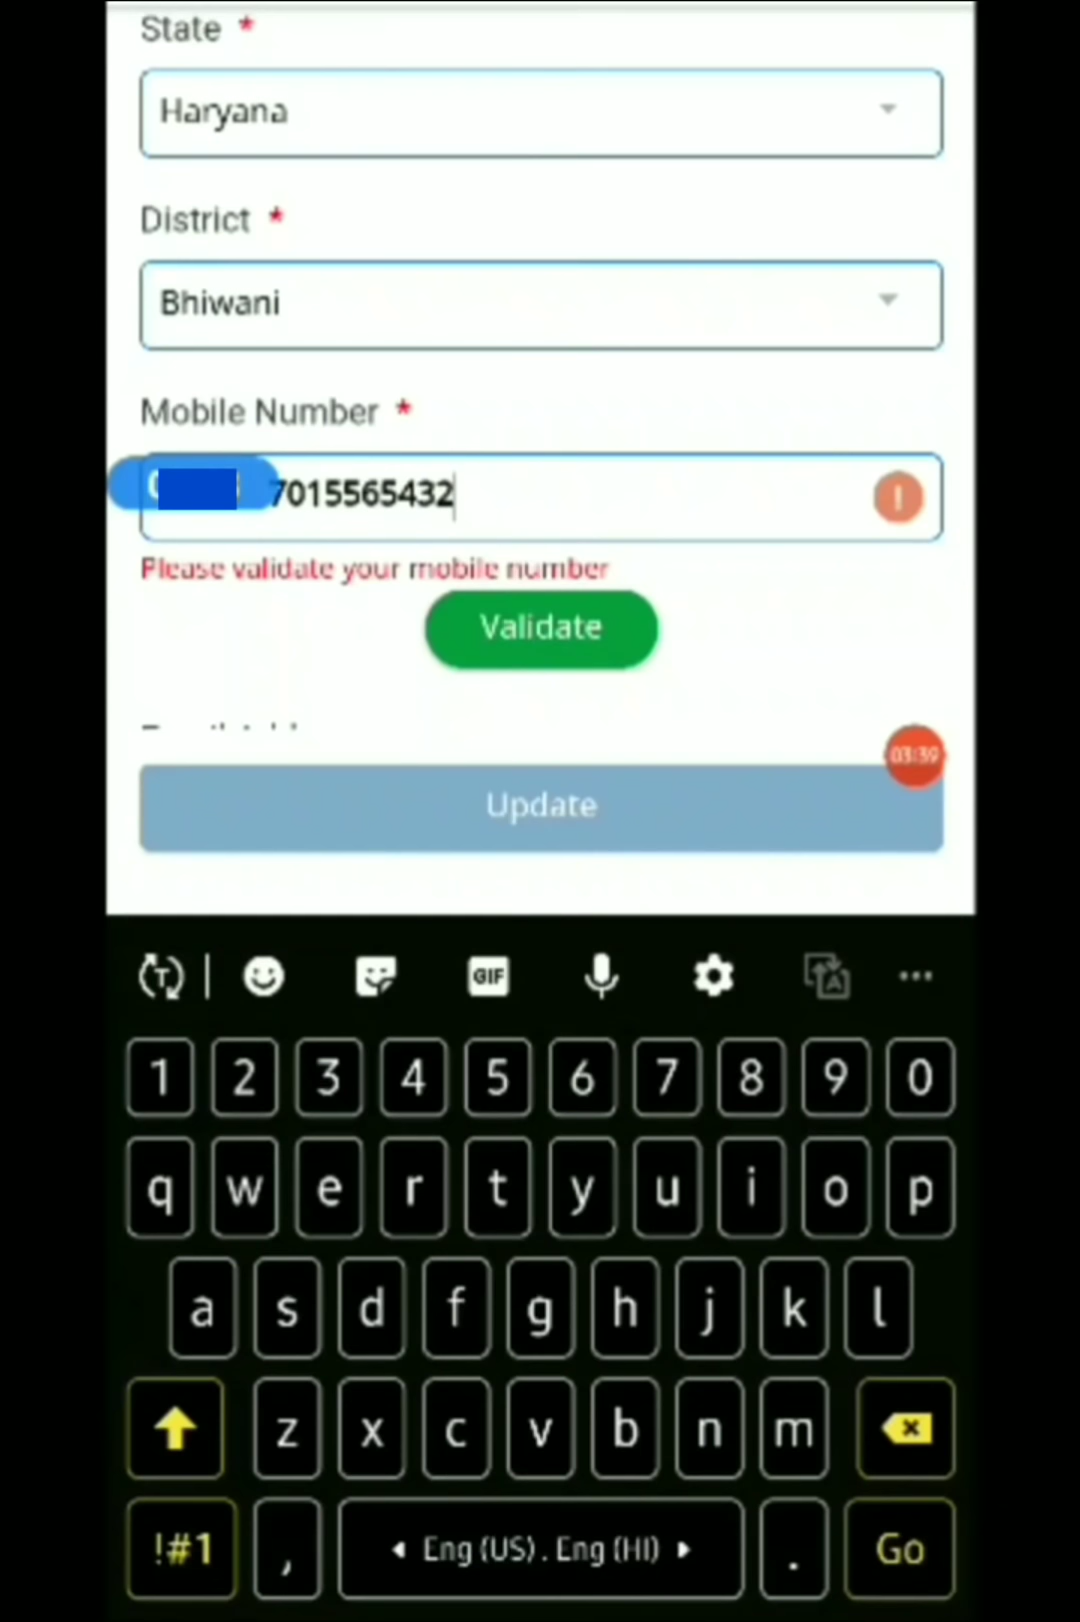 State *
Haryana
District *
Bhiwani
Mobile Number *
7015565432
!
Please validate your mobile number
Validate
03:39
Update
T GIF A ...
1 2 3 4 5 6 7 8 9 0
q w e r t y u i o p
a s d f g h j k l
z x c v b n m
!#1 , Eng (US) . Eng (HI) . Go